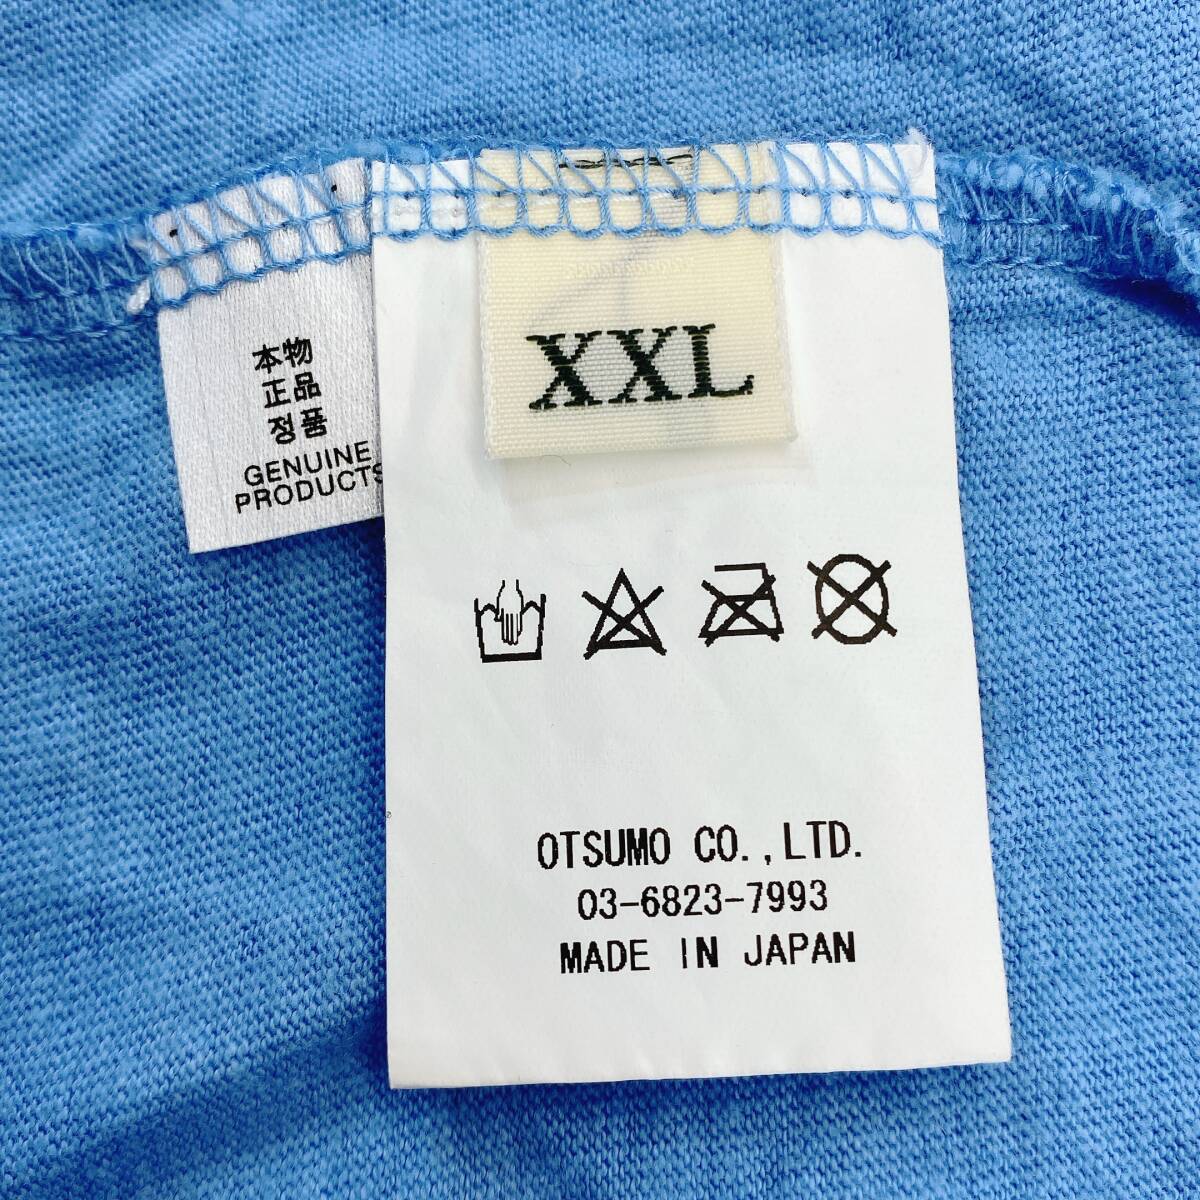 本物
正品
정품
GENUINE
PRODUCTS
XXL
OTSUMO CO.,LTD.
03-6823-7993
MADE IN JAPAN